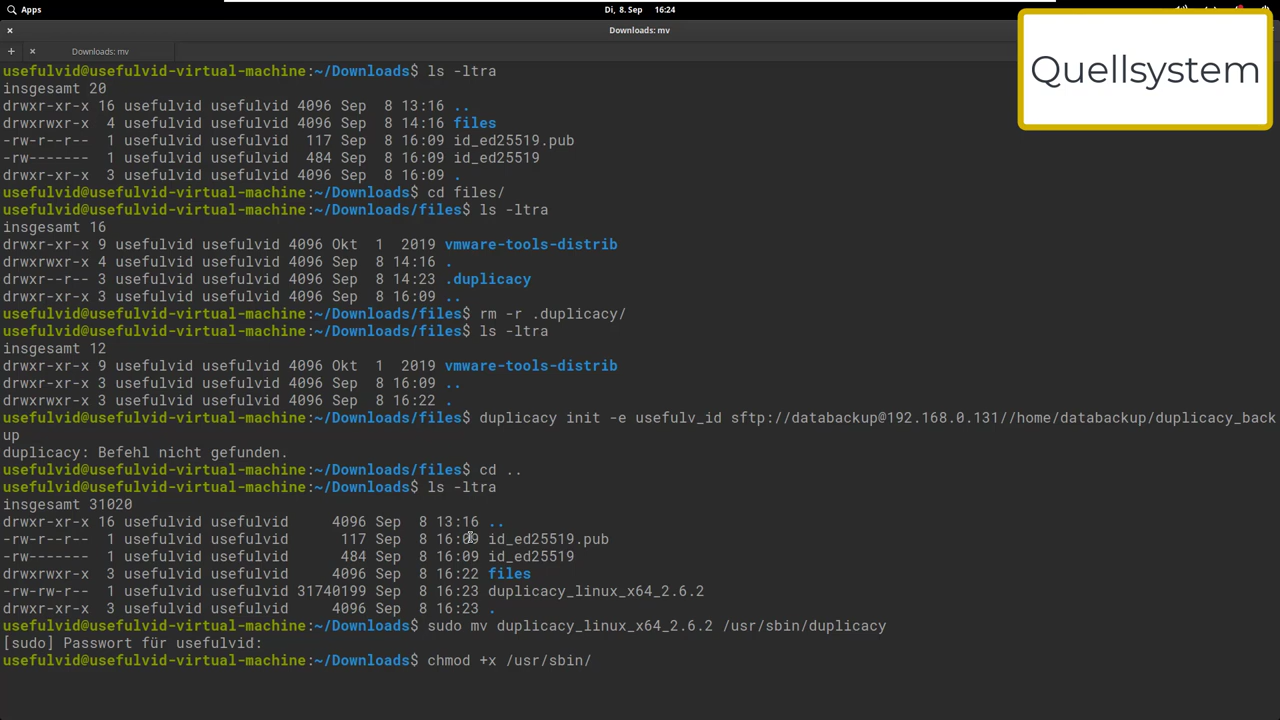 Apps
Di, 8. Sep 16:24
Downloads: mv
Downloads: mv
Quellsystem
usefulvid@usefulvid-virtual-machine:~/Downloads$ ls -ltra
insgesamt 20
drwxr-xr-x 16 usefulvid usefulvid 4096 Sep  8 13:16 ..
drwxrwxr-x  4 usefulvid usefulvid 4096 Sep  8 14:16 files
-rw-r--r--  1 usefulvid usefulvid  117 Sep  8 16:09 id_ed25519.pub
-rw-------  1 usefulvid usefulvid  484 Sep  8 16:09 id_ed25519
drwxr-xr-x  3 usefulvid usefulvid 4096 Sep  8 16:09 .
usefulvid@usefulvid-virtual-machine:~/Downloads$ cd files/
usefulvid@usefulvid-virtual-machine:~/Downloads/files$ ls -ltra
insgesamt 16
drwxr-xr-x 9 usefulvid usefulvid 4096 Okt  1  2019 vmware-tools-distrib
drwxrwxr-x 4 usefulvid usefulvid 4096 Sep  8 14:16 .
drwxr--r-- 3 usefulvid usefulvid 4096 Sep  8 14:23 .duplicacy
drwxr-xr-x 3 usefulvid usefulvid 4096 Sep  8 16:09 ..
usefulvid@usefulvid-virtual-machine:~/Downloads/files$ rm -r .duplicacy/
usefulvid@usefulvid-virtual-machine:~/Downloads/files$ ls -ltra
insgesamt 12
drwxr-xr-x 9 usefulvid usefulvid 4096 Okt  1  2019 vmware-tools-distrib
drwxr-xr-x 3 usefulvid usefulvid 4096 Sep  8 16:09 ..
drwxrwxr-x 3 usefulvid usefulvid 4096 Sep  8 16:22 .
usefulvid@usefulvid-virtual-machine:~/Downloads/files$ duplicacy init -e usefulv_id sftp://databackup@192.168.0.131//home/databackup/duplicacy_back
up
duplicacy: Befehl nicht gefunden.
usefulvid@usefulvid-virtual-machine:~/Downloads/files$ cd ..
usefulvid@usefulvid-virtual-machine:~/Downloads$ ls -ltra
insgesamt 31020
drwxr-xr-x 16 usefulvid usefulvid     4096 Sep  8 13:16 ..
-rw-r--r--  1 usefulvid usefulvid      117 Sep  8 16:09 id_ed25519.pub
-rw-------  1 usefulvid usefulvid      484 Sep  8 16:09 id_ed25519
drwxrwxr-x  3 usefulvid usefulvid     4096 Sep  8 16:22 files
-rw-rw-r--  1 usefulvid usefulvid 31740199 Sep  8 16:23 duplicacy_linux_x64_2.6.2
drwxr-xr-x  3 usefulvid usefulvid     4096 Sep  8 16:23 .
usefulvid@usefulvid-virtual-machine:~/Downloads$ sudo mv duplicacy_linux_x64_2.6.2 /usr/sbin/duplicacy
[sudo] Passwort für usefulvid:
usefulvid@usefulvid-virtual-machine:~/Downloads$ chmod +x /usr/sbin/